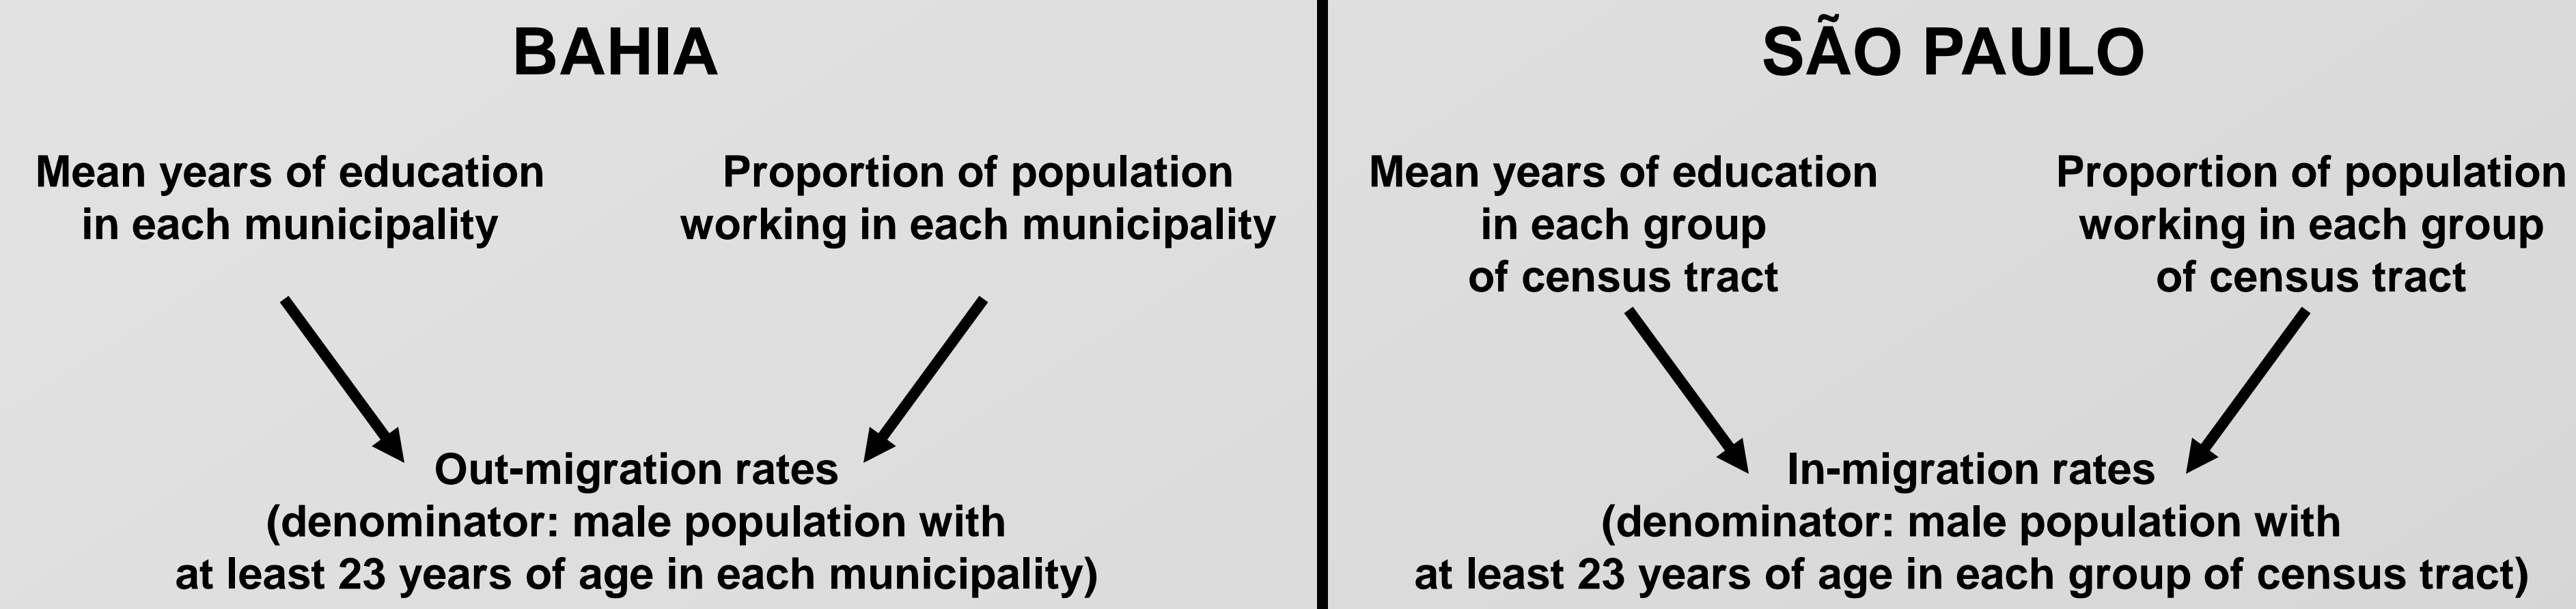 BAHIA
Mean years of education
in each municipality
Proportion of population
working in each municipality
Out-migration rates
(denominator: male population with
at least 23 years of age in each municipality)
SÃO PAULO
Mean years of education
in each group
of census tract
Proportion of population
working in each group
of census tract
In-migration rates
(denominator: male population with
at least 23 years of age in each group of census tract)